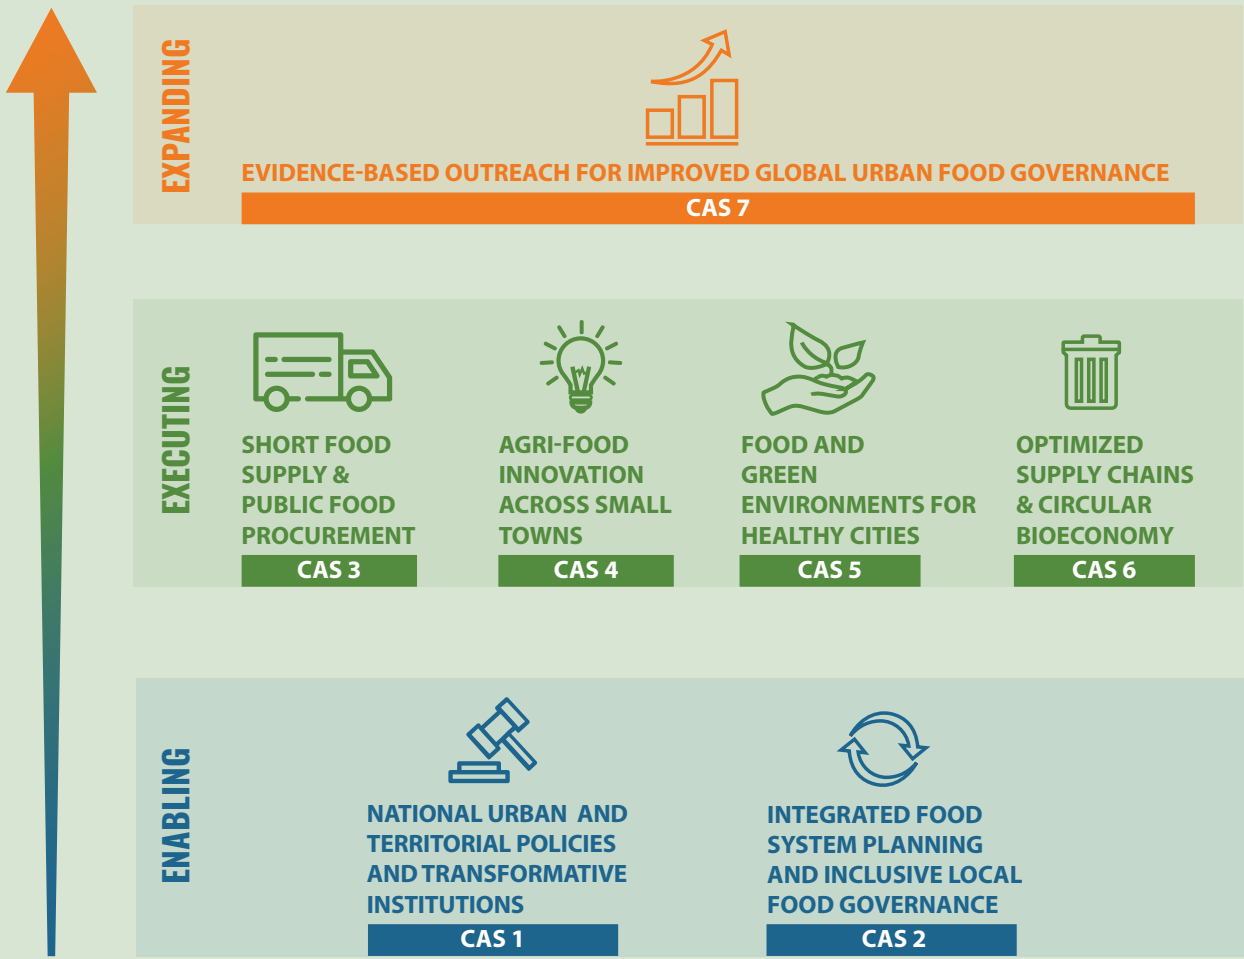 EXPANDING
EVIDENCE-BASED OUTREACH FOR IMPROVED GLOBAL URBAN FOOD GOVERNANCE
CAS 7
EXECUTING
SHORT FOOD
SUPPLY &
PUBLIC FOOD
PROCUREMENT
CAS 3
AGRI-FOOD
INNOVATION
ACROSS SMALL
TOWNS
CAS 4
FOOD AND
GREEN
ENVIRONMENTS FOR
HEALTHY CITIES
CAS 5
OPTIMIZED
SUPPLY CHAINS
& CIRCULAR
BIOECONOMY
CAS 6
ENABLING
NATIONAL URBAN AND
TERRITORIAL POLICIES
AND TRANSFORMATIVE
INSTITUTIONS
CAS 1
INTEGRATED FOOD
SYSTEM PLANNING
AND INCLUSIVE LOCAL
FOOD GOVERNANCE
CAS 2